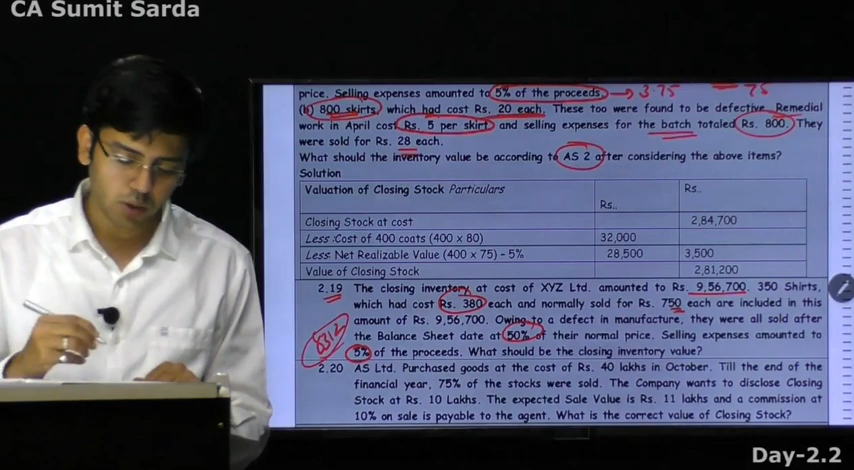 CA Sumit Sarda
price. Selling expenses amounted to 5% of the proceeds → 3.75 75
(b) 800 skirts, which had cost Rs. 20 each. These too were found to be defective. Remedial
work in April cost Rs. 5 per skirt and selling expenses for the batch totaled Rs. 800. They
were sold for Rs. 28 each.
What should the inventory value be according to AS 2 after considering the above items?
Solution
Valuation of Closing Stock Particulars Rs.. Rs..
Closing Stock at cost 2,84,700
Less :Cost of 400 coats (400 x 80) 32,000
Less: Net Realizable Value (400 x 75) - 5% 28,500 3,500
Value of Closing Stock 2,81,200
2.19 The closing inventory at cost of XYZ Ltd. amounted to Rs. 9,56,700. 350 Shirts,
which had cost Rs. 380 each and normally sold for Rs. 750 each are included in this
amount of Rs. 9,56,700. Owing to a defect in manufacture, they were all sold after
the Balance Sheet date at 50% of their normal price. Selling expenses amounted to
5% of the proceeds. What should be the closing inventory value?
2.20 AS Ltd. Purchased goods at the cost of Rs. 40 lakhs in October. Till the end of the
financial year, 75% of the stocks were sold. The Company wants to disclose Closing
Stock at Rs. 10 Lakhs. The expected Sale Value is Rs. 11 lakhs and a commission at
10% on sale is payable to the agent. What is the correct value of Closing Stock?
Day-2.2